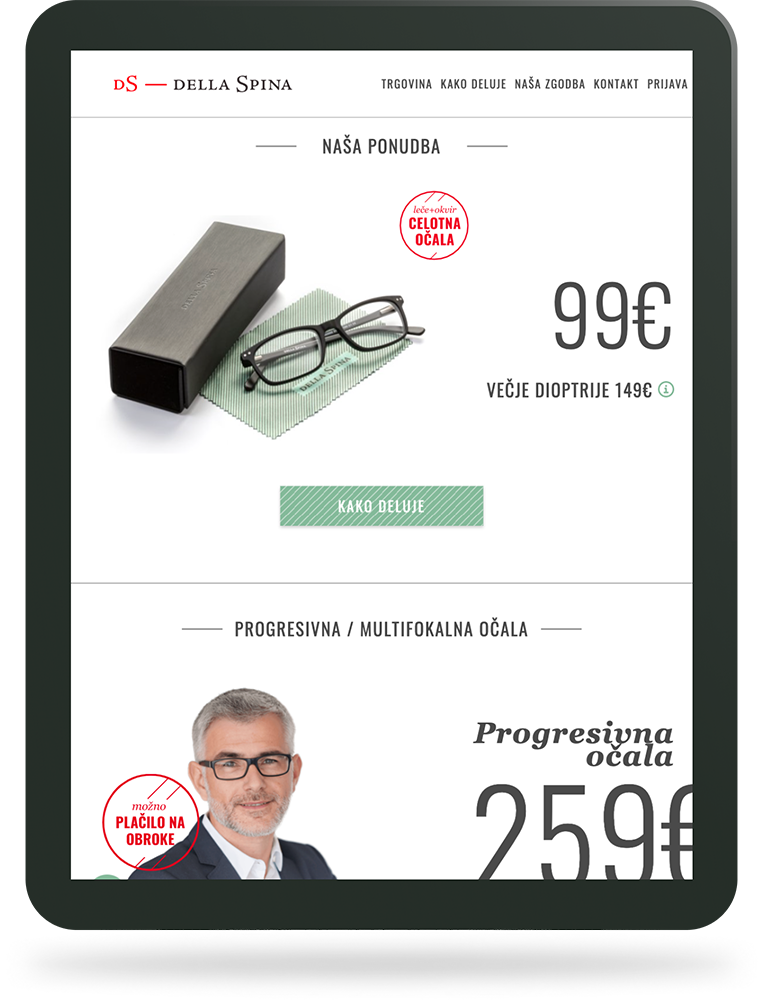 DS — DELLA SPINA
TRGOVINA KAKO DELUJE NAŠA ZGODBA KONTAKT PRIJAVA
NAŠA PONUDBA
leče+okvir
CELOTNA
OČALA
DELLA SPINA
DELLA SPINA
99€
VEČJE DIOPTRIJE 149€
KAKO DELUJE
PROGRESIVNA / MULTIFOKALNA OČALA
Progresivna
očala
259€
možno
PLAČILO NA
OBROKE